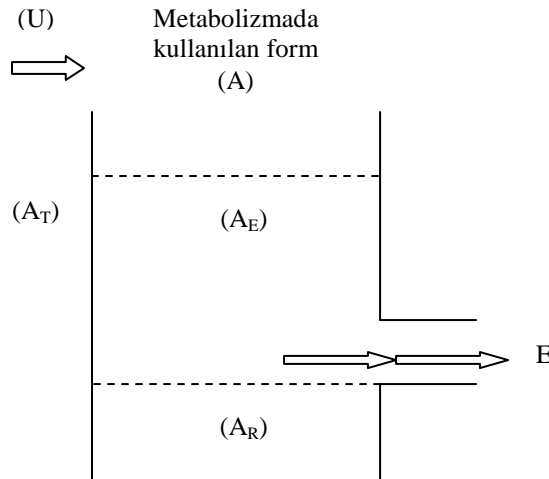 (U)
Metabolizmada
kullanılan form
(A)
(A_T)
(A_E)
E
(A_R)